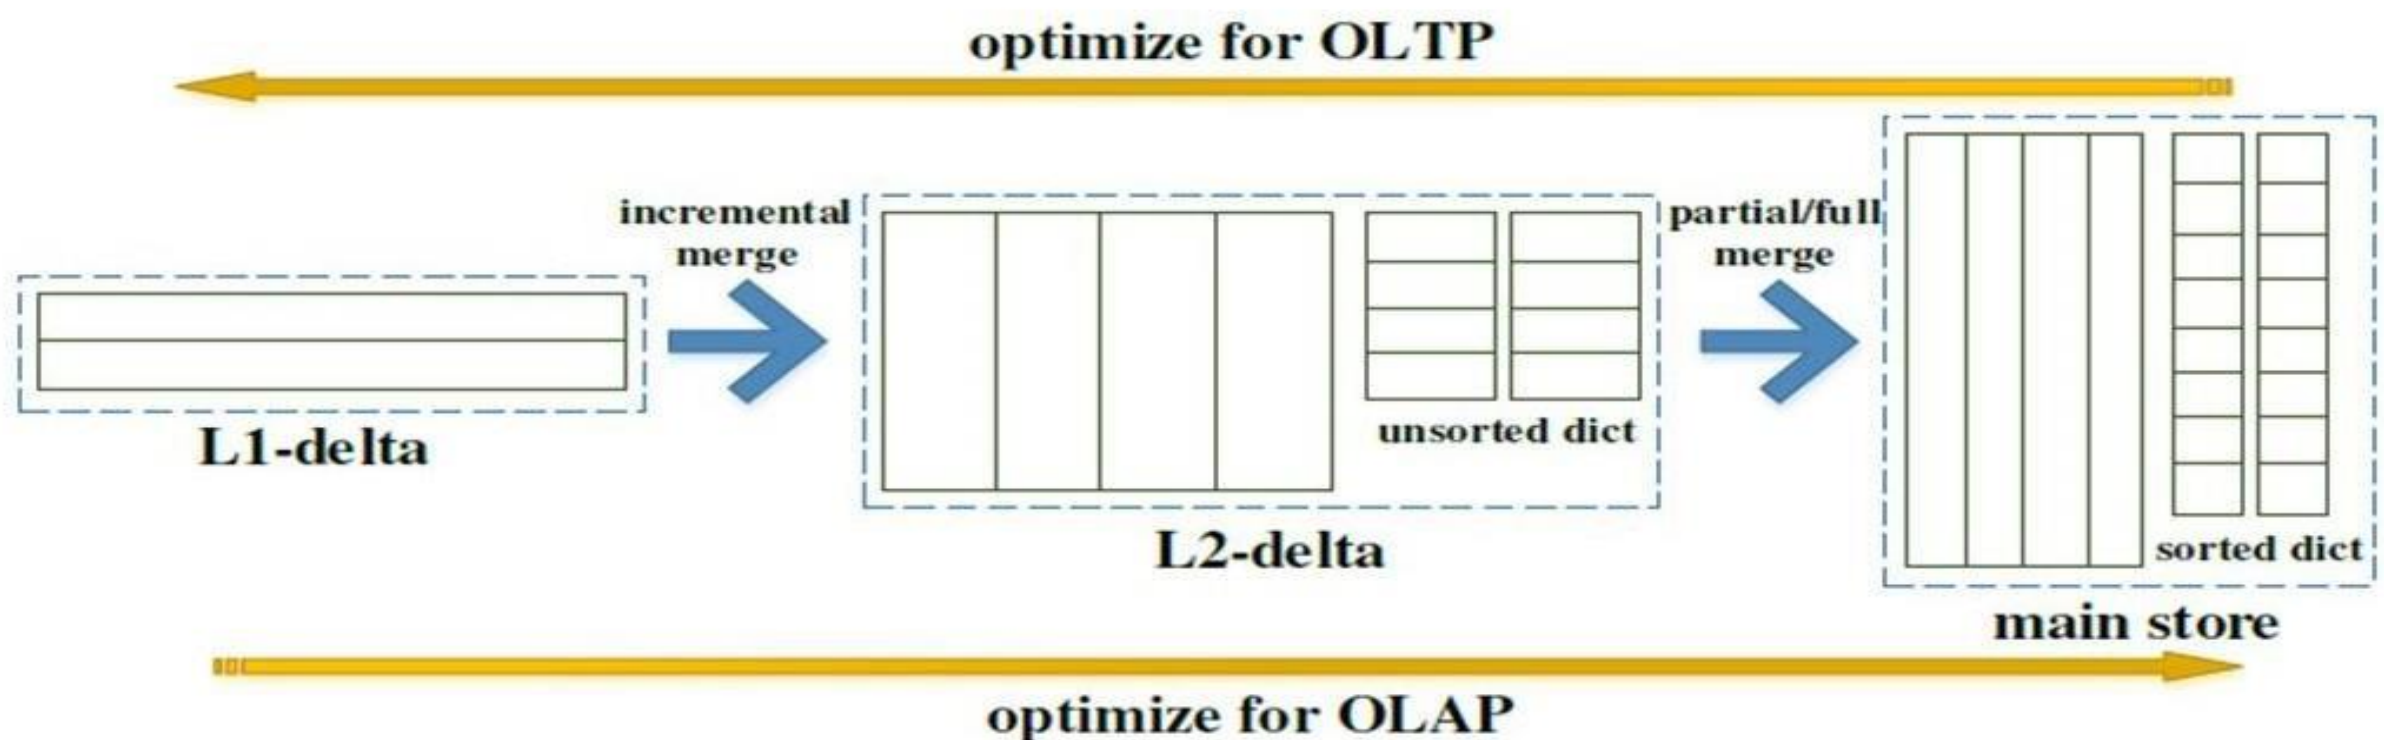 optimize for OLTP
incremental
merge
partial/full
merge
L1-delta
unsorted dict
L2-delta
sorted dict
main store
optimize for OLAP